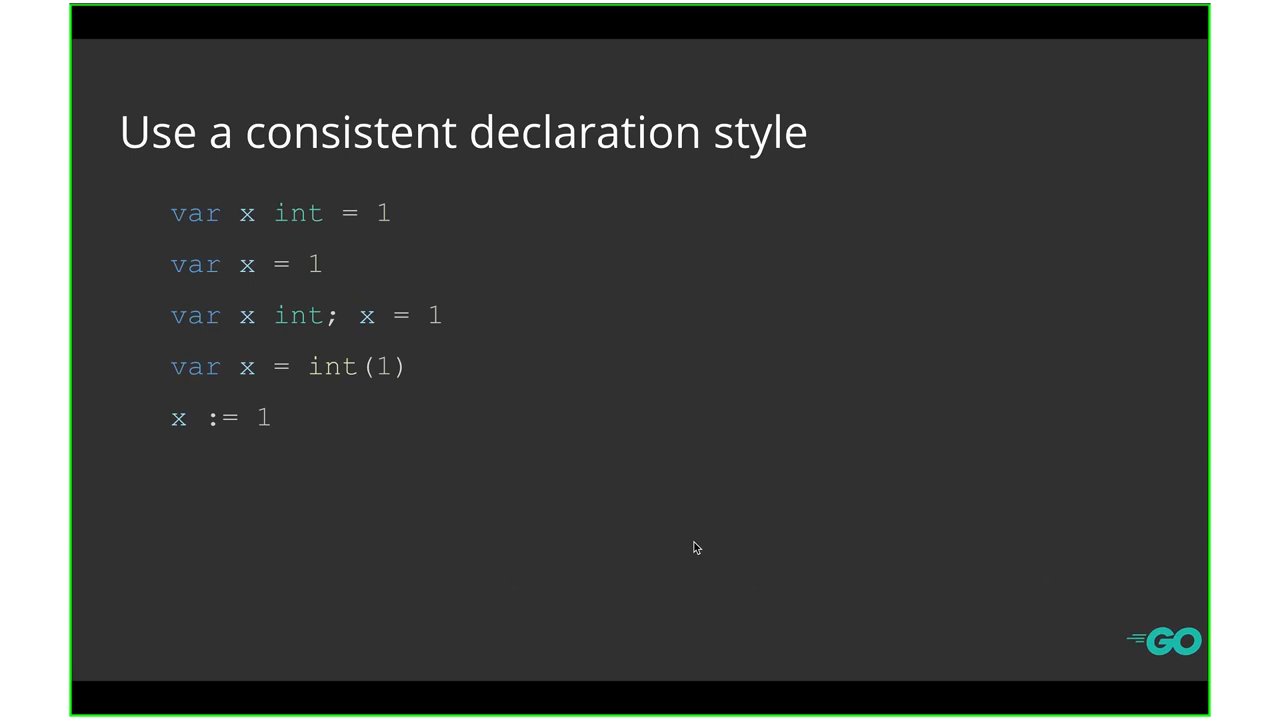 Use a consistent declaration style
var x int = 1
var x = 1
var x int; x = 1
var x = int(1)
x := 1
GO